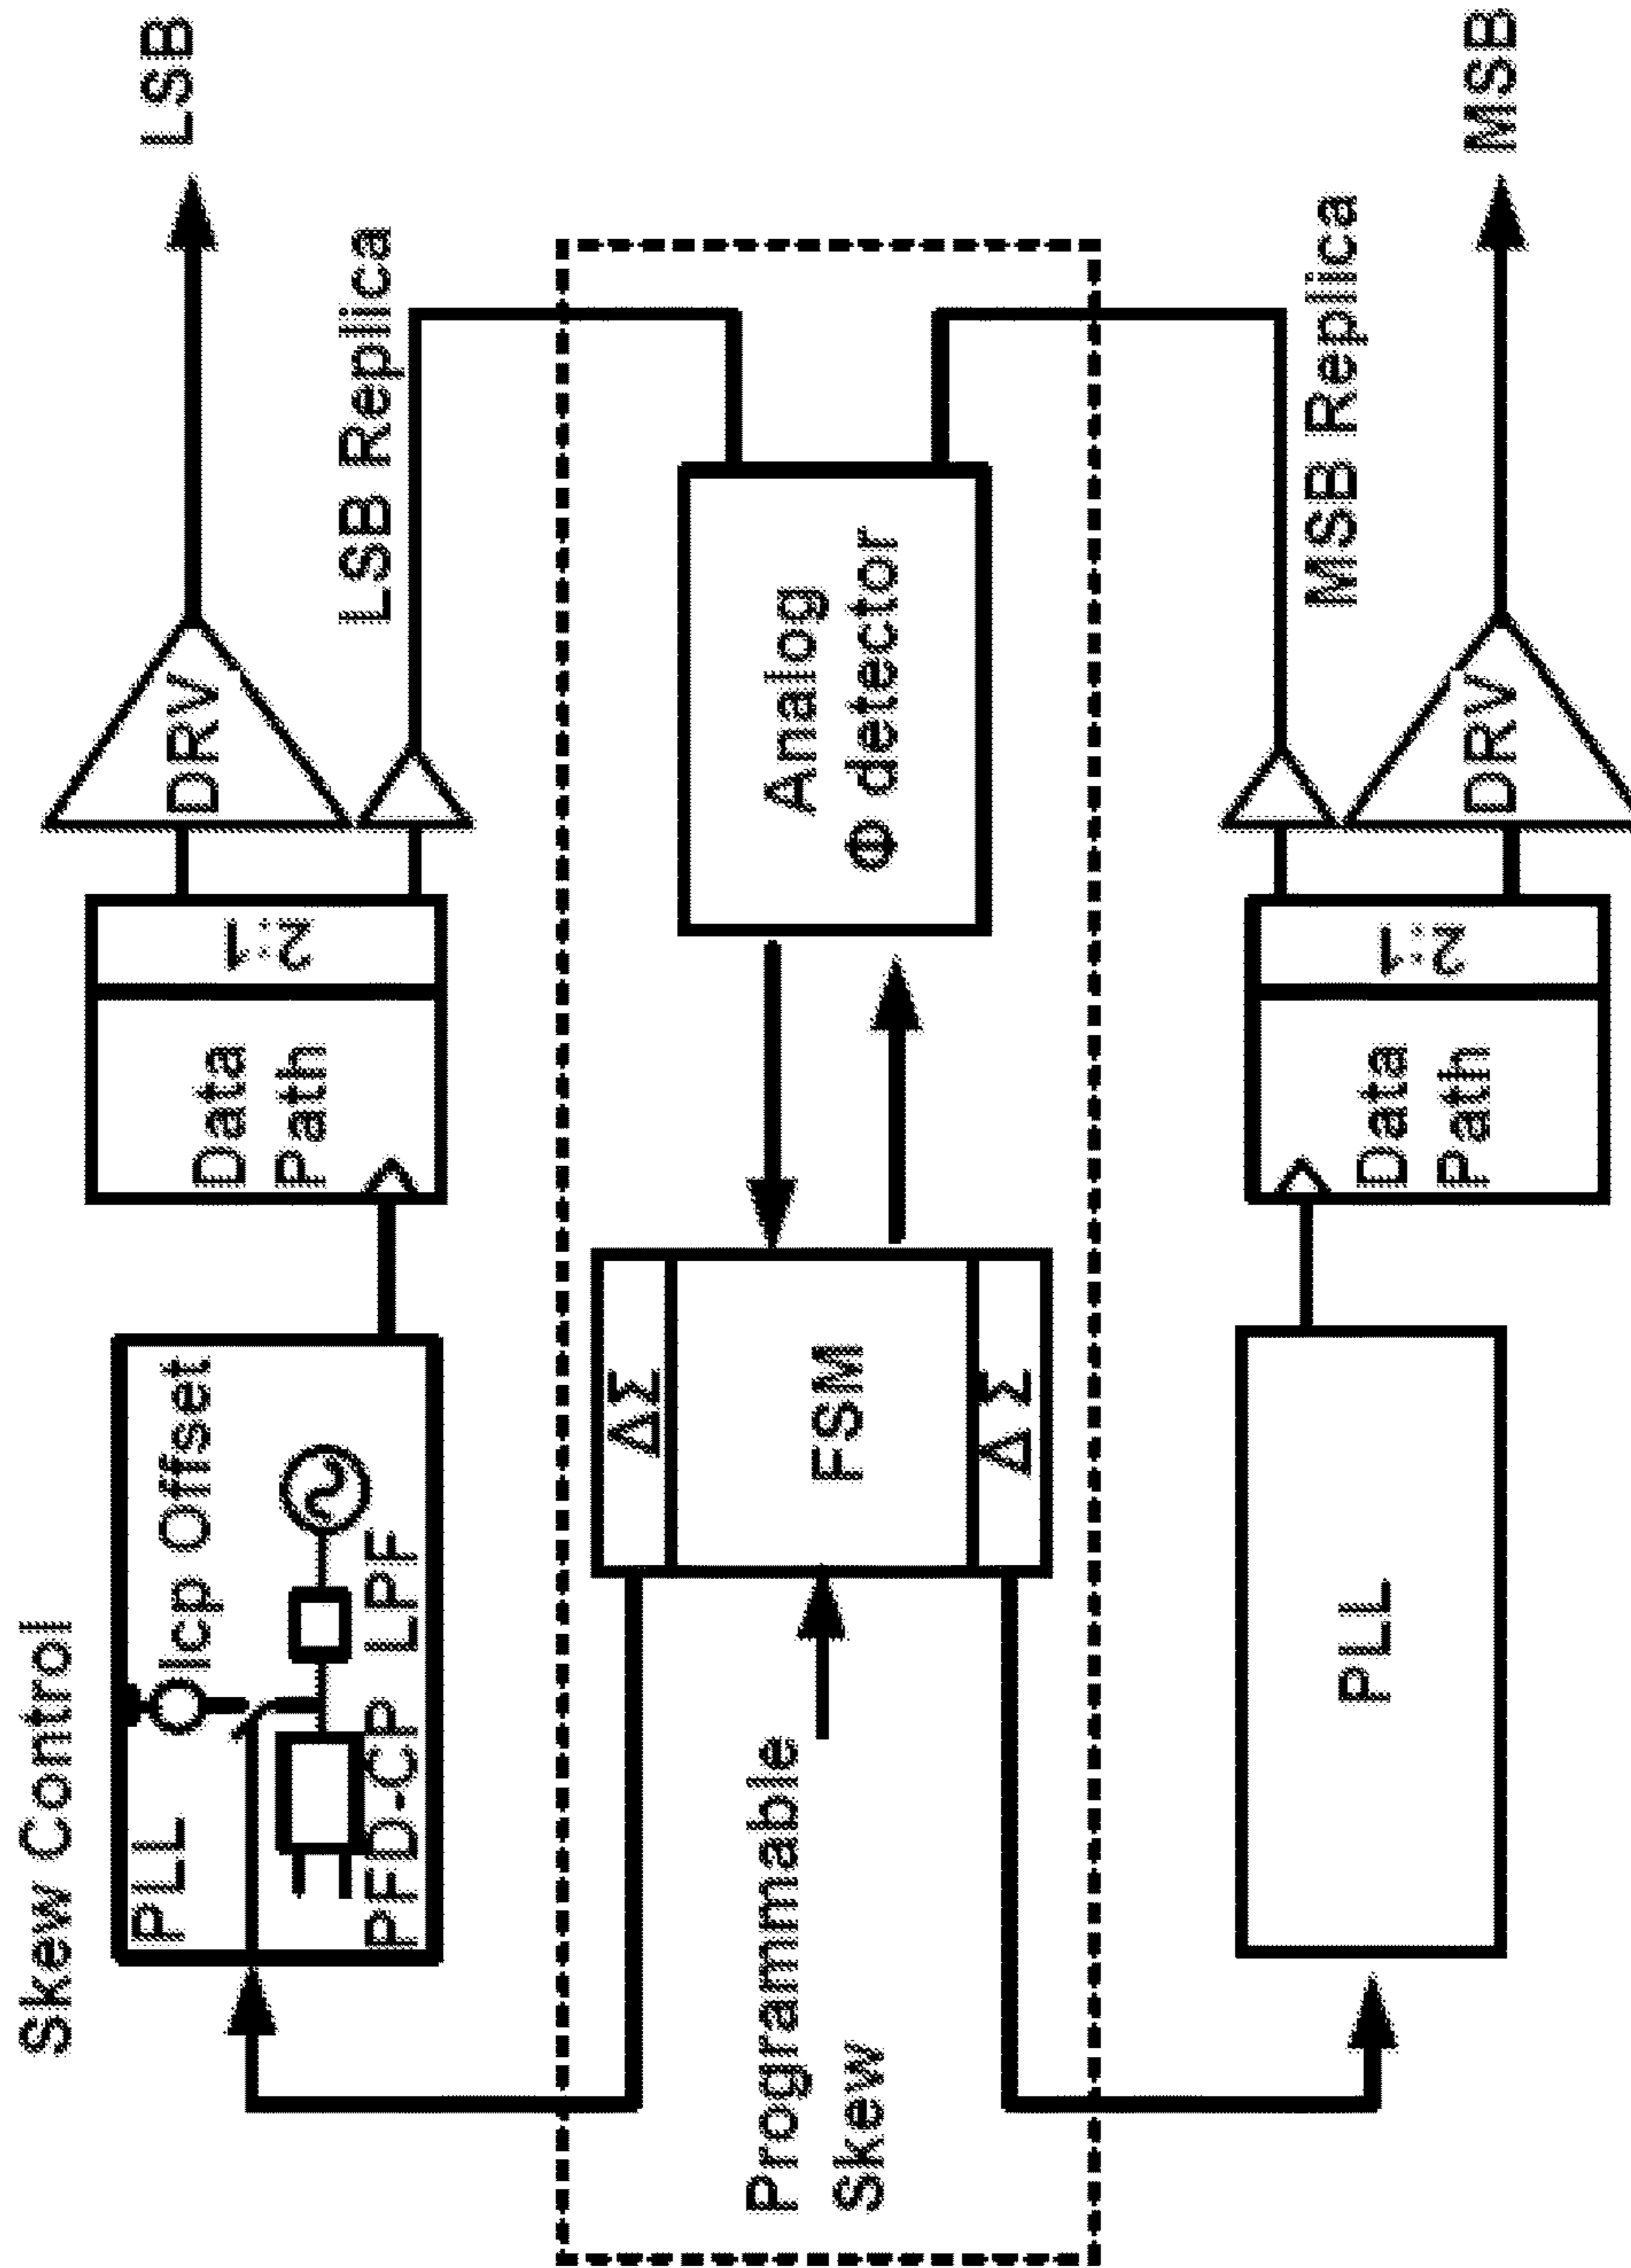 Skew Control
PLL
Icp Offset
PFD-CP
LPF
Data
Path
2:1
DRV
LSB
LSB Replica
Programmable
Skew
ΔΣ
FSM
Δ Σ
Analog
Φ detector
PLL
Data
Path
2:1
MSB Replica
DRV
MSB